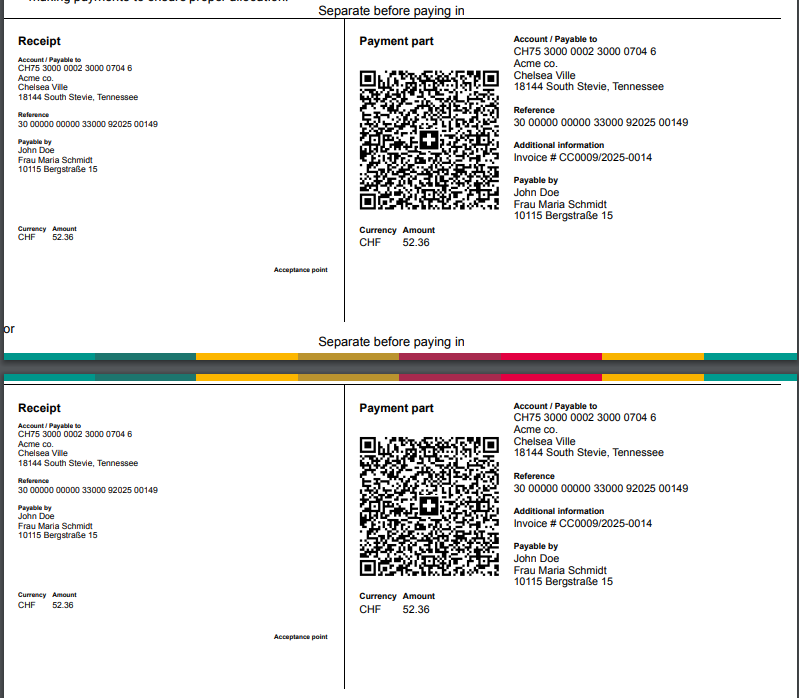 making payments to ensure proper allocation.
Separate before paying in
Receipt
Account / Payable to
CH75 3000 0002 3000 0704 6
Acme co.
Chelsea Ville
18144 South Stevie, Tennessee
Reference
30 00000 00000 33000 92025 00149
Payable by
John Doe
Frau Maria Schmidt
10115 Bergstraße 15
Currency Amount
CHF 52.36
Acceptance point
Payment part
Currency Amount
CHF 52.36
Account / Payable to
CH75 3000 0002 3000 0704 6
Acme co.
Chelsea Ville
18144 South Stevie, Tennessee
Reference
30 00000 00000 33000 92025 00149
Additional information
Invoice # CC0009/2025-0014
Payable by
John Doe
Frau Maria Schmidt
10115 Bergstraße 15
or
Separate before paying in
Receipt
Account / Payable to
CH75 3000 0002 3000 0704 6
Acme co.
Chelsea Ville
18144 South Stevie, Tennessee
Reference
30 00000 00000 33000 92025 00149
Payable by
John Doe
Frau Maria Schmidt
10115 Bergstraße 15
Currency Amount
CHF 52.36
Acceptance point
Payment part
Currency Amount
CHF 52.36
Account / Payable to
CH75 3000 0002 3000 0704 6
Acme co.
Chelsea Ville
18144 South Stevie, Tennessee
Reference
30 00000 00000 33000 92025 00149
Additional information
Invoice # CC0009/2025-0014
Payable by
John Doe
Frau Maria Schmidt
10115 Bergstraße 15